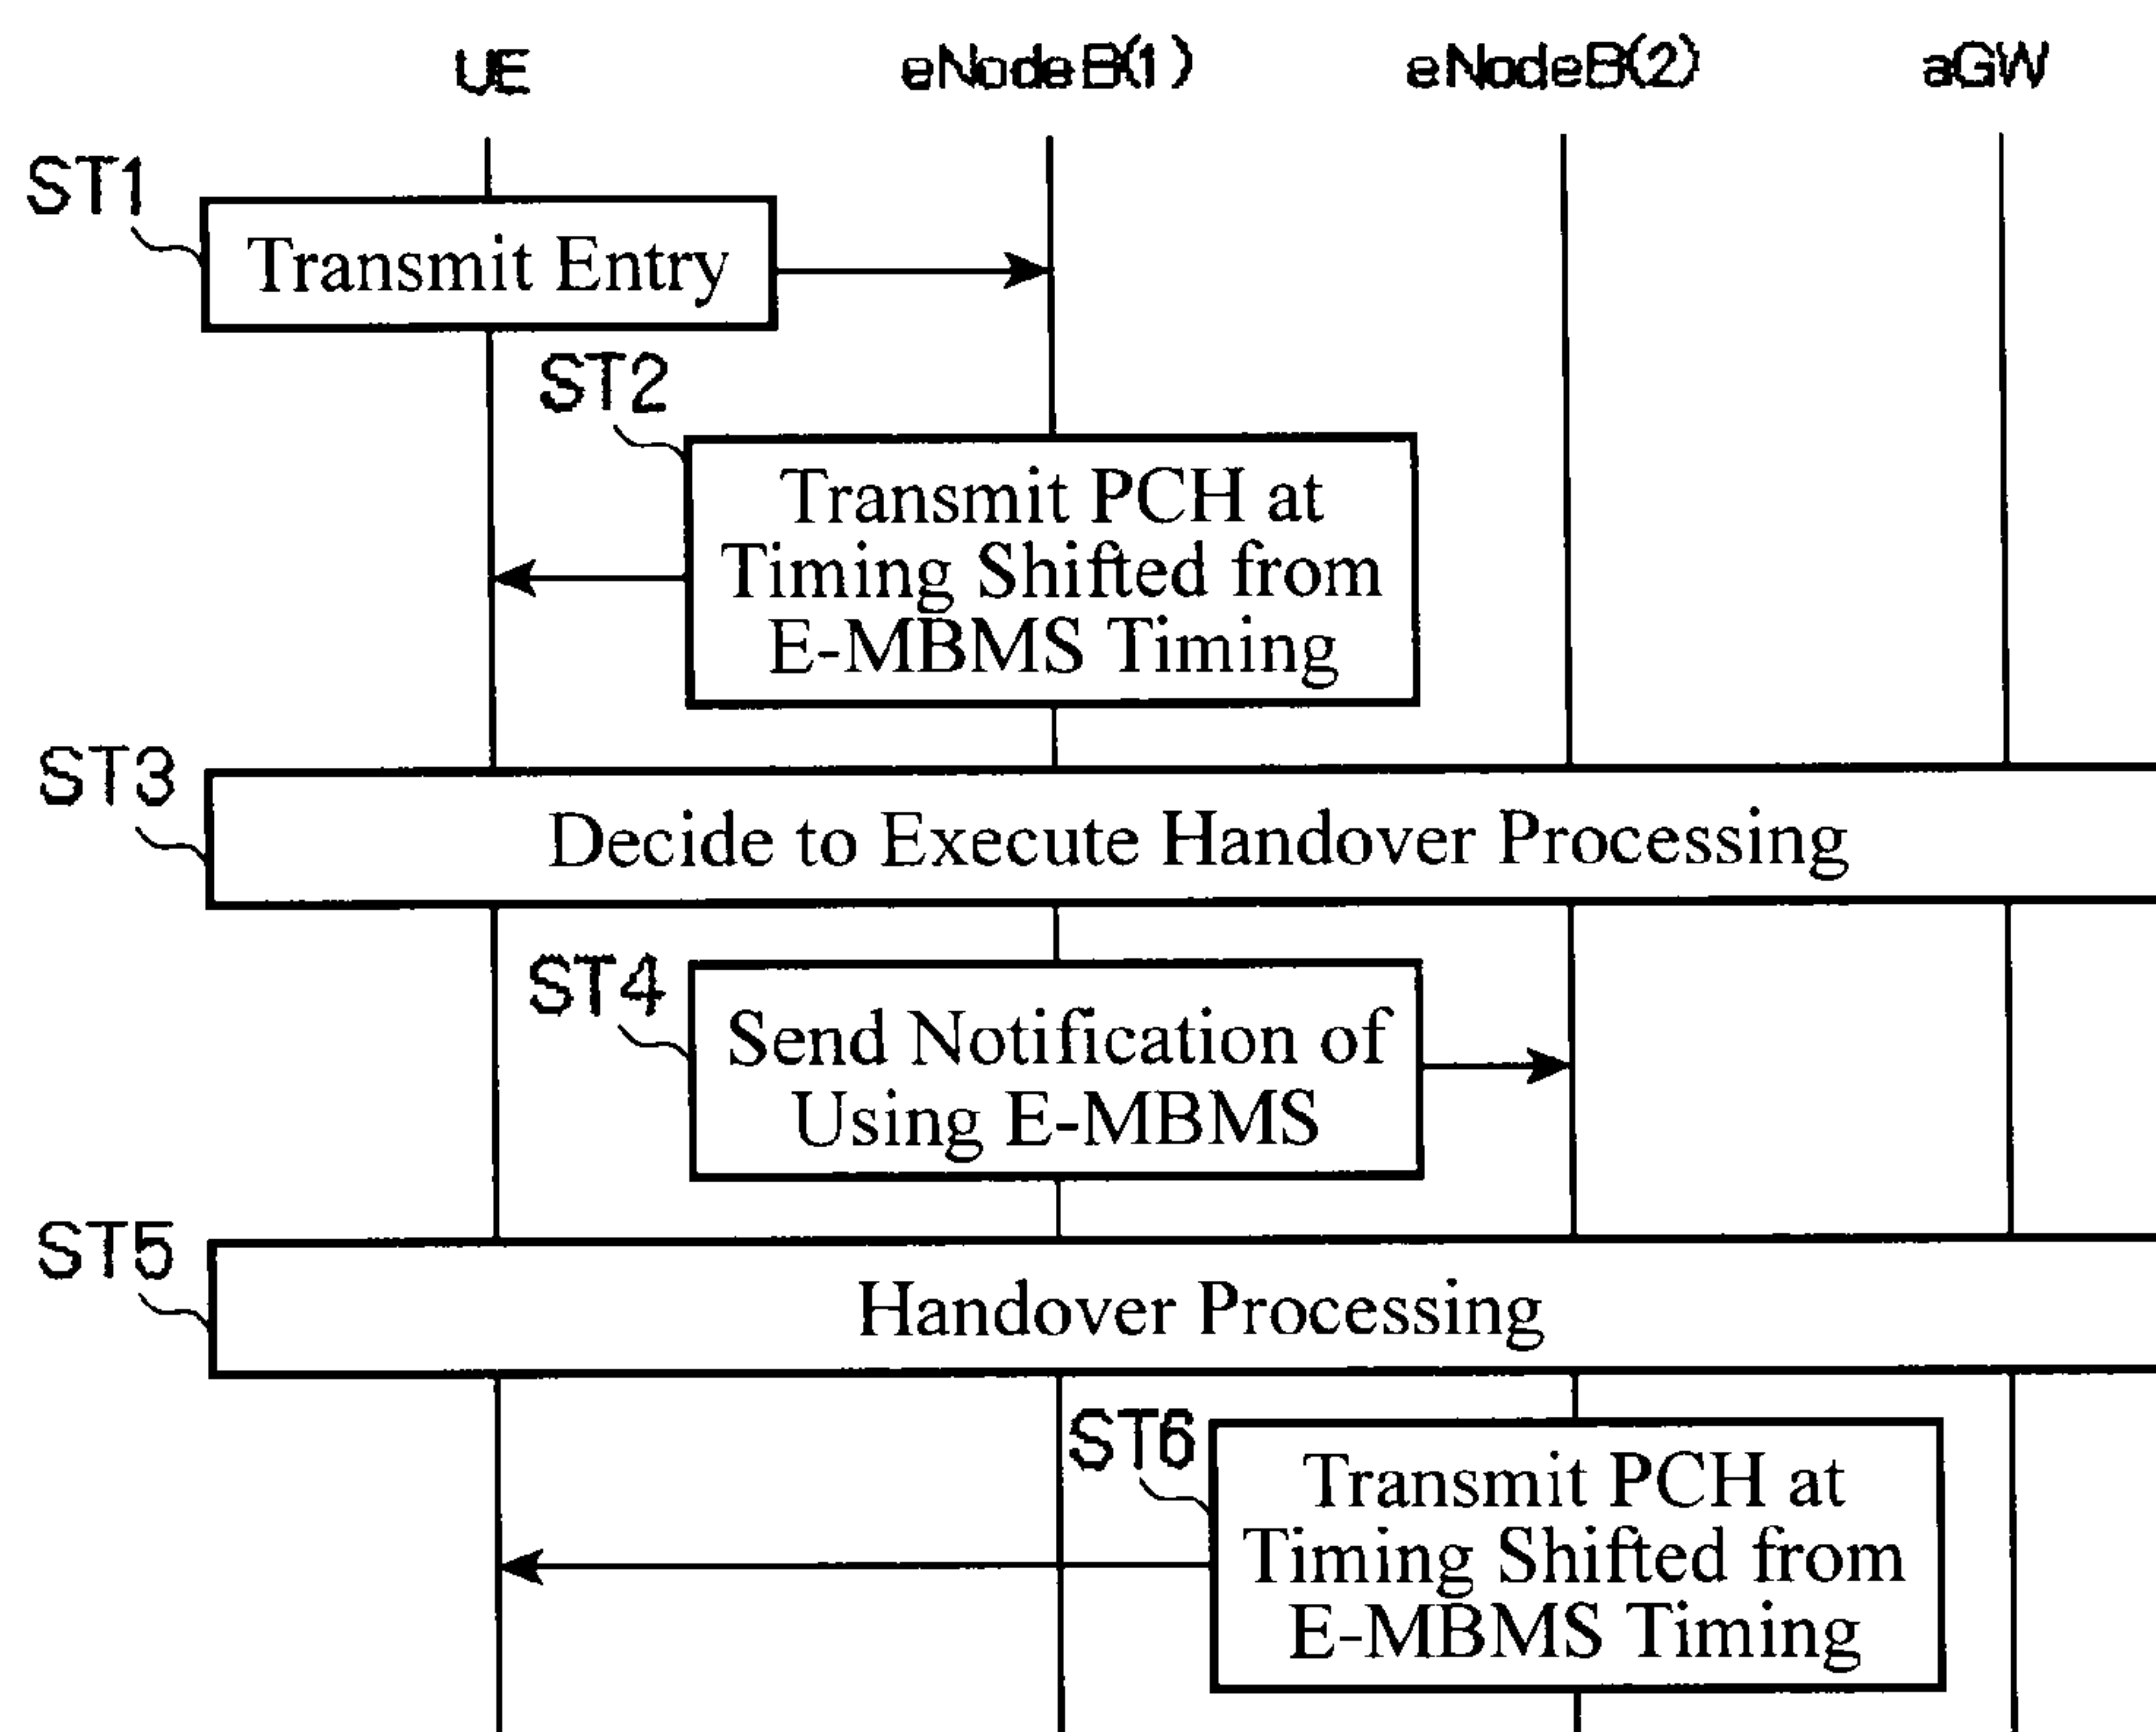 UE eNodeB(1) eNodeB(2) aGW
ST1
Transmit Entry
ST2
Transmit PCH at
Timing Shifted from
E-MBMS Timing
ST3
Decide to Execute Handover Processing
ST4
Send Notification of
Using E-MBMS
ST5
Handover Processing
ST6
Transmit PCH at
Timing Shifted from
E-MBMS Timing